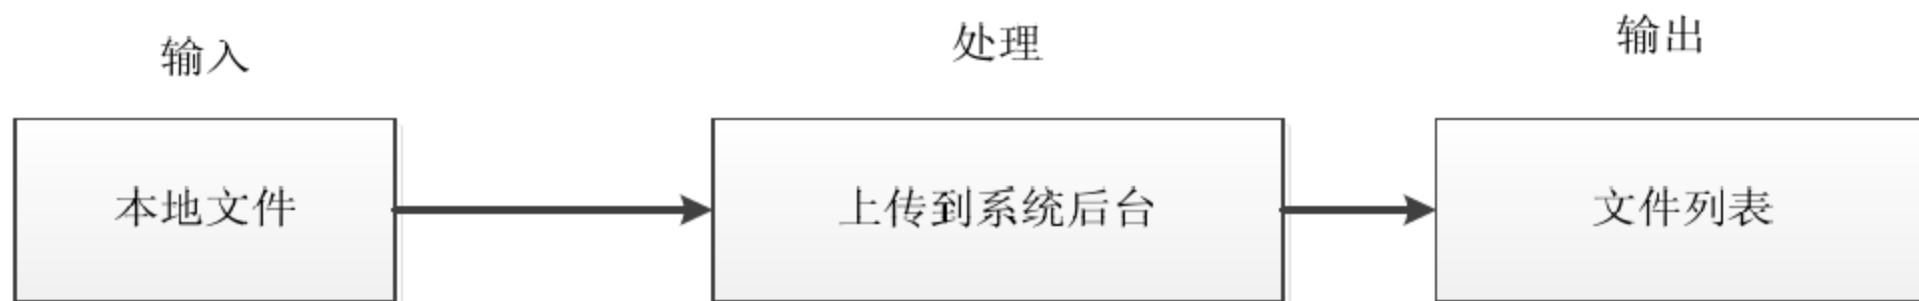 输入
处理
输出
本地文件
上传到系统后台
文件列表